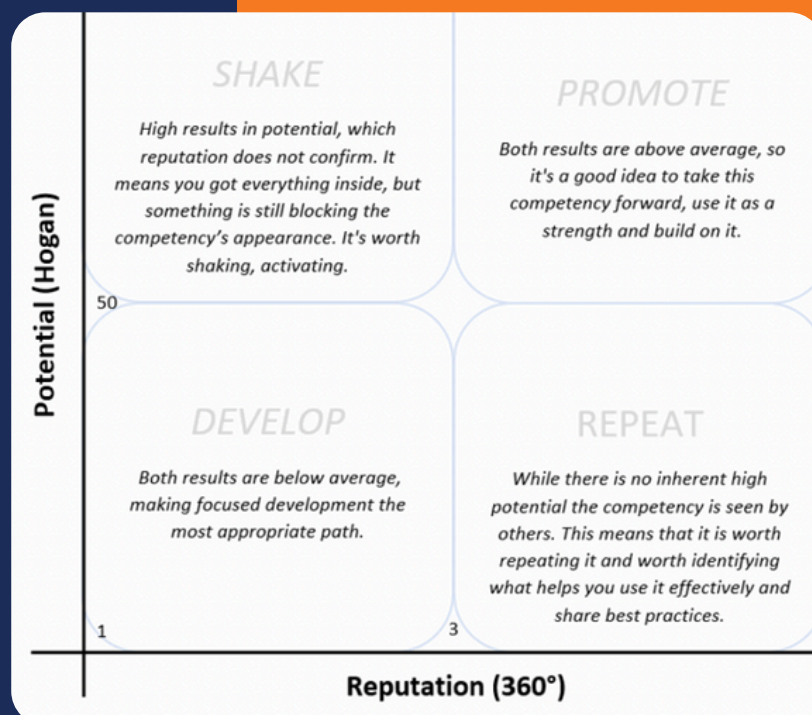 SHAKE
High results in potential, which
reputation does not confirm. It
means you got everything inside, but
something is still blocking the
competency’s appearance. It's worth
shaking, activating.
PROMOTE
Both results are above average, so
it's a good idea to take this
competency forward, use it as a
strength and build on it.
Potential (Hogan)
50
DEVELOP
Both results are below average,
making focused development the
most appropriate path.
REPEAT
While there is no inherent high
potential the competency is seen by
others. This means that it is worth
repeating it and worth identifying
what helps you use it effectively and
share best practices.
1
3
Reputation (360°)